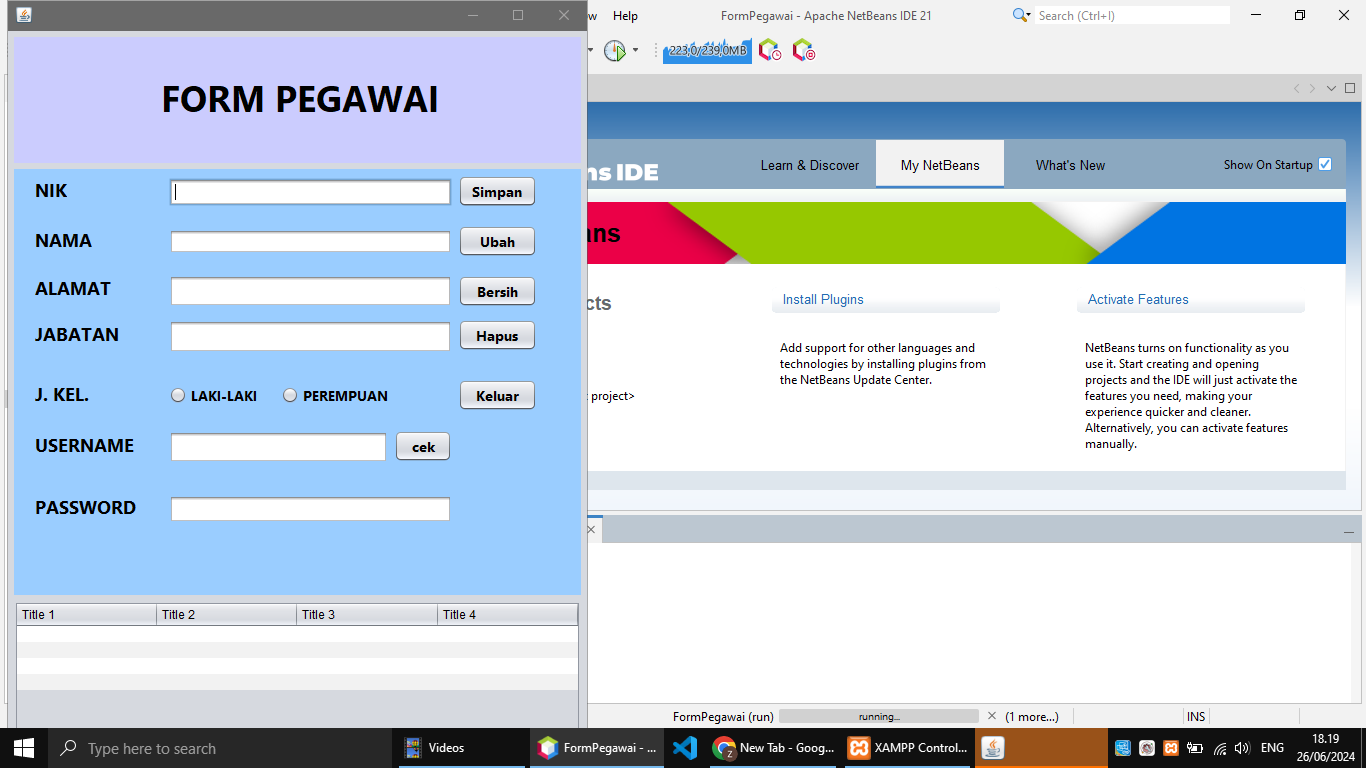 Help
FormPegawai - Apache NetBeans IDE 21
Search (Ctrl+I)
223,0/239,0MB
FORM PEGAWAI
NIK
Simpan
NAMA
Ubah
ALAMAT
Bersih
JABATAN
Hapus
J. KEL.
LAKI-LAKI
PEREMPUAN
Keluar
USERNAME
cek
PASSWORD
Title 1
Title 2
Title 3
Title 4
ns IDE
Learn & Discover
My NetBeans
What's New
Show On Startup
ans
cts
project>
Install Plugins
Add support for other languages and
technologies by installing plugins from
the NetBeans Update Center.
Activate Features
NetBeans turns on functionality as you
use it. Start creating and opening
projects and the IDE will just activate the
features you need, making your
experience quicker and cleaner.
Alternatively, you can activate features
manually.
FormPegawai (run)
running...
(1 more...)
INS
Type here to search
Videos
FormPegawai - ...
New Tab - Goog...
XAMPP Control...
ENG
18.19
26/06/2024